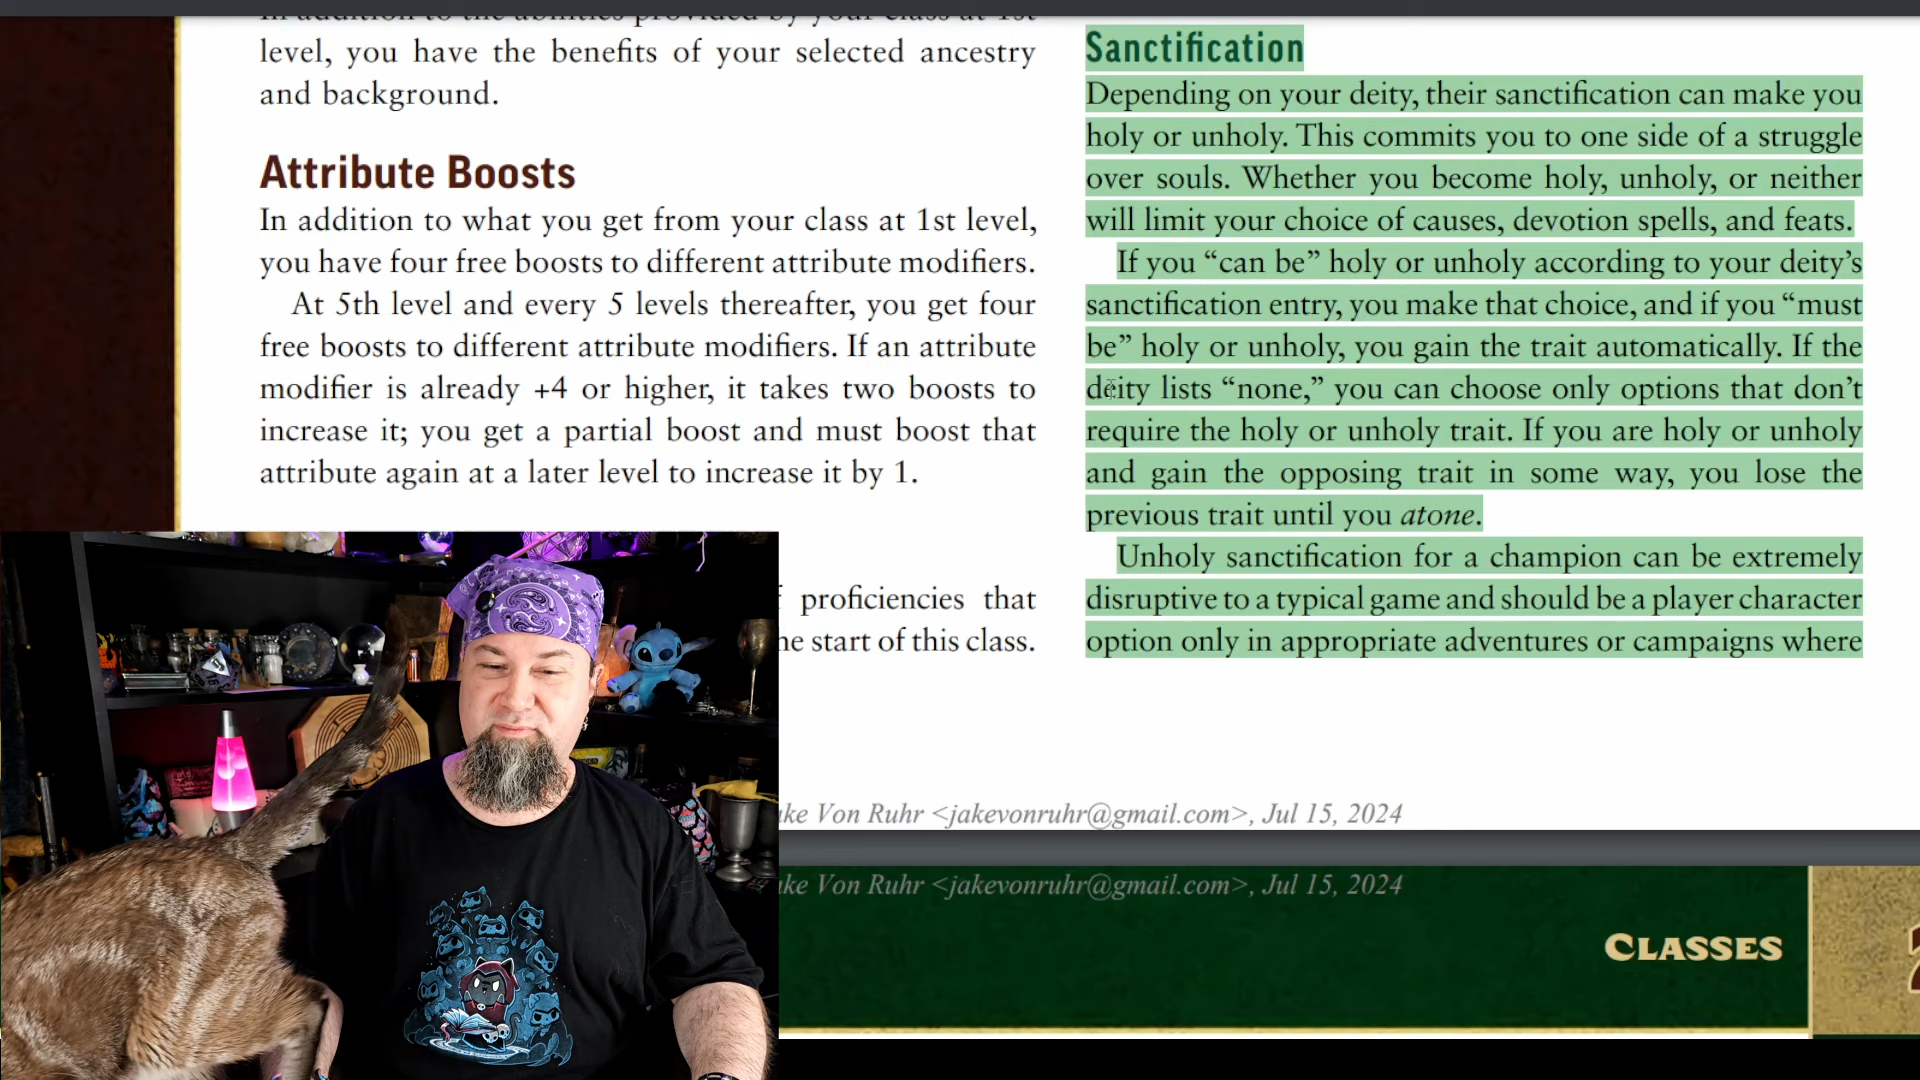 In addition to the abilities provided by your class at 1st
level, you have the benefits of your selected ancestry
and background.
Attribute Boosts
In addition to what you get from your class at 1st level,
you have four free boosts to different attribute modifiers.
At 5th level and every 5 levels thereafter, you get four
free boosts to different attribute modifiers. If an attribute
modifier is already +4 or higher, it takes two boosts to
increase it; you get a partial boost and must boost that
attribute again at a later level to increase it by 1.
proficiencies that
start of this class.
Sanctification
Depending on your deity, their sanctification can make you
holy or unholy. This commits you to one side of a struggle
over souls. Whether you become holy, unholy, or neither
will limit your choice of causes, devotion spells, and feats.
If you “can be” holy or unholy according to your deity’s
sanctification entry, you make that choice, and if you “must
be” holy or unholy, you gain the trait automatically. If the
deity lists “none,” you can choose only options that don’t
require the holy or unholy trait. If you are holy or unholy
and gain the opposing trait in some way, you lose the
previous trait until you atone.
Unholy sanctification for a champion can be extremely
disruptive to a typical game and should be a player character
option only in appropriate adventures or campaigns where
ke Von Ruhr <jakevonruhr@gmail.com>, Jul 15, 2024
ke Von Ruhr <jakevonruhr@gmail.com>, Jul 15, 2024
CLASSES